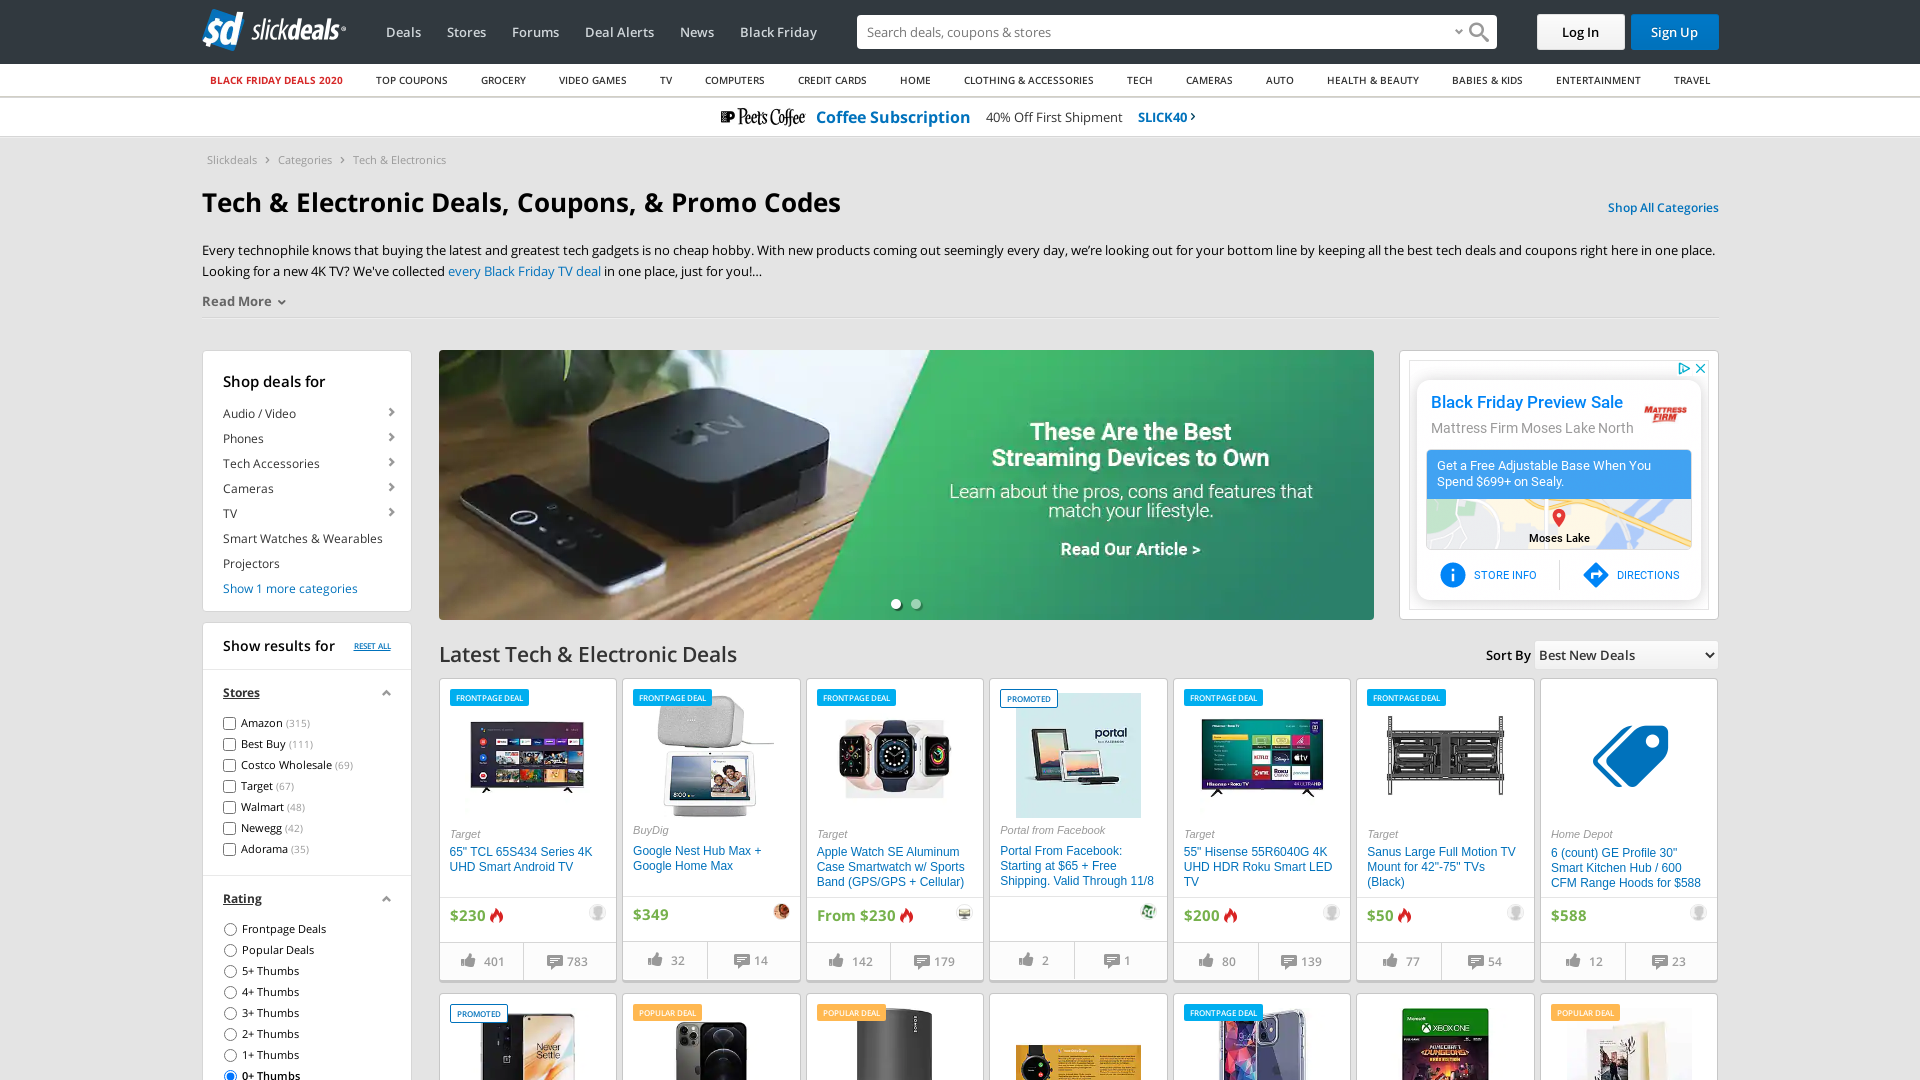 slickdeals
Deals
Stores
Forums
Deal Alerts
News
Black Friday
Search deals, coupons & stores
Log In
Sign Up
BLACK FRIDAY DEALS 2020
TOP COUPONS
GROCERY
VIDEO GAMES
TV
COMPUTERS
CREDIT CARDS
HOME
CLOTHING & ACCESSORIES
TECH
CAMERAS
AUTO
HEALTH & BEAUTY
BABIES & KIDS
ENTERTAINMENT
TRAVEL
Peet's Coffee Coffee Subscription 40% Off First Shipment SLICK40
Slickdeals > Categories > Tech & Electronics
Tech & Electronic Deals, Coupons, & Promo Codes
Shop All Categories
Every technophile knows that buying the latest and greatest tech gadgets is no cheap hobby. With new products coming out seemingly every day, we’re looking out for your bottom line by keeping all the best tech deals and coupons right here in one place.
Looking for a new 4K TV? We've collected every Black Friday TV deal in one place, just for you!…
Read More
Shop deals for
Audio / Video
Phones
Tech Accessories
Cameras
TV
Smart Watches & Wearables
Projectors
Show 1 more categories
Show results for
RESET ALL
Stores
Amazon (315)
Best Buy (111)
Costco Wholesale (69)
Target (67)
Walmart (48)
Newegg (42)
Adorama (35)
Rating
Frontpage Deals
Popular Deals
5+ Thumbs
4+ Thumbs
3+ Thumbs
2+ Thumbs
1+ Thumbs
0+ Thumbs
tv
These Are the Best
Streaming Devices to Own
Learn about the pros, cons and features that
match your lifestyle.
Read Our Article >
Black Friday Preview Sale
Mattress Firm Moses Lake North
MATTRESS
FIRM
Get a Free Adjustable Base When You
Spend $699+ on Sealy.
Moses Lake
STORE INFO
DIRECTIONS
Latest Tech & Electronic Deals
Sort By Best New Deals
FRONTPAGE DEAL
Target
65" TCL 65S434 Series 4K
UHD Smart Android TV
$230
401
783
FRONTPAGE DEAL
BuyDig
Google Nest Hub Max +
Google Home Max
$349
32
14
FRONTPAGE DEAL
Target
Apple Watch SE Aluminum
Case Smartwatch w/ Sports
Band (GPS/GPS + Cellular)
From $230
142
179
PROMOTED
portal
Portal from Facebook
Portal From Facebook:
Starting at $65 + Free
Shipping. Valid Through 11/8
2
1
FRONTPAGE DEAL
Target
55" Hisense 55R6040G 4K
UHD HDR Roku Smart LED
TV
$200
80
139
FRONTPAGE DEAL
Target
Sanus Large Full Motion TV
Mount for 42"-75" TVs
(Black)
$50
77
54
Home Depot
6 (count) GE Profile 30"
Smart Kitchen Hub / 600
CFM Range Hoods for $588
$588
12
23
PROMOTED
Never
Settle
POPULAR DEAL
POPULAR DEAL
SONOS
FRONTPAGE DEAL
XBOX ONE
MINECRAFT
DUNGEONS
POPULAR DEAL